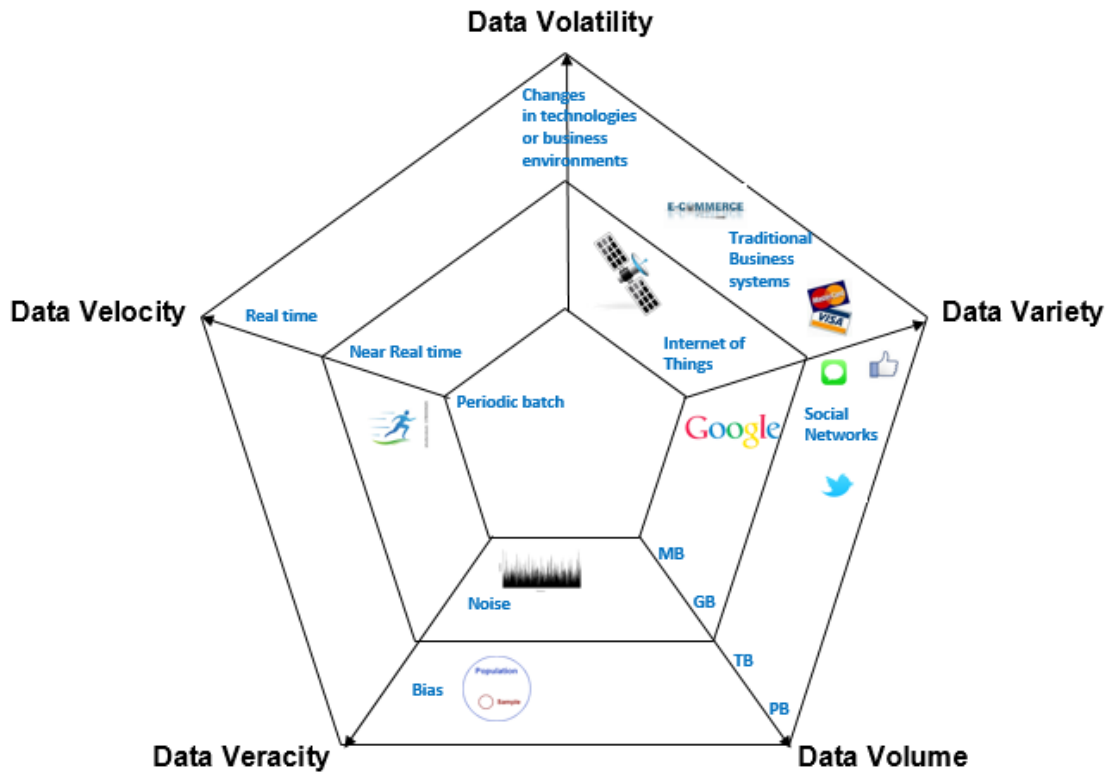 Data Volatility
Changes
in technologies
or business
environments
E-COMMERCE
Traditional
Business
systems
MasterCard
VISA
Data Velocity
Real time
Data Variety
Near Real time
Internet of
Things
Periodic batch
Google
Social
Networks
MB
Noise
GB
TB
Bias
Population
Sample
PB
Data Veracity
Data Volume